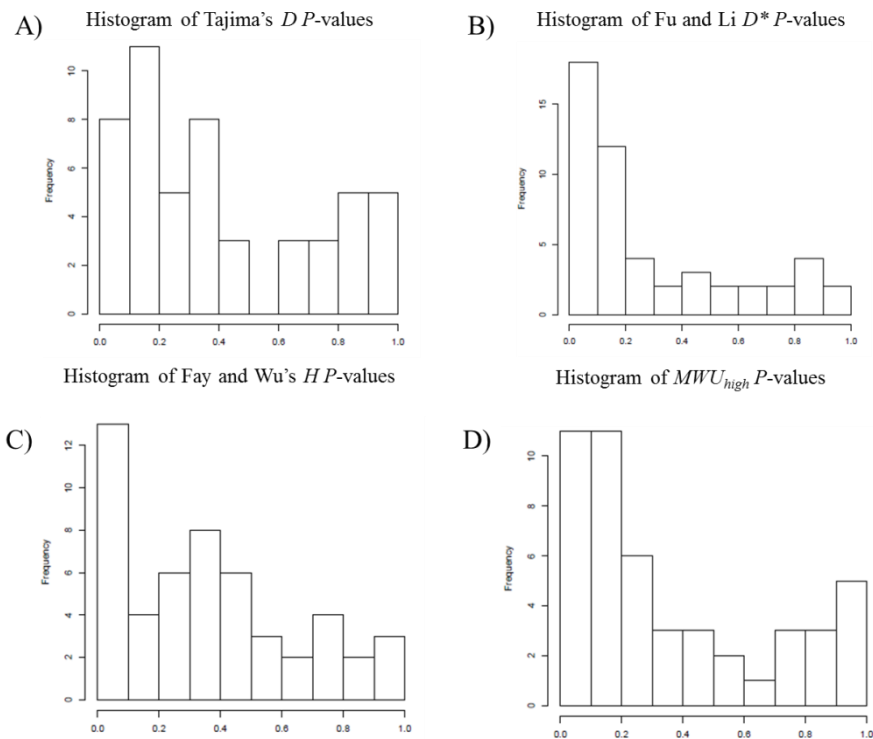 A)
Histogram of Tajima's D P-values
Frequency
0
2
4
6
8
10
0.0 0.2 0.4 0.6 0.8 1.0
B)
Histogram of Fu and Li D* P-values
Frequency
0
5
10
15
0.0 0.2 0.4 0.6 0.8 1.0
C)
Histogram of Fay and Wu's H P-values
Frequency
0
2
4
6
8
10
12
0.0 0.2 0.4 0.6 0.8 1.0
D)
Histogram of MWUhigh P-values
Frequency
0
2
4
6
8
10
0.0 0.2 0.4 0.6 0.8 1.0